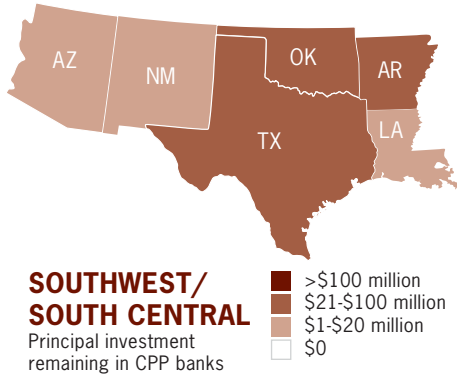 AZ
NM
OK
AR
TX
LA
SOUTHWEST/
SOUTH CENTRAL
Principal investment
remaining in CPP banks
>$100 million
$21-$100 million
$1-$20 million
$0